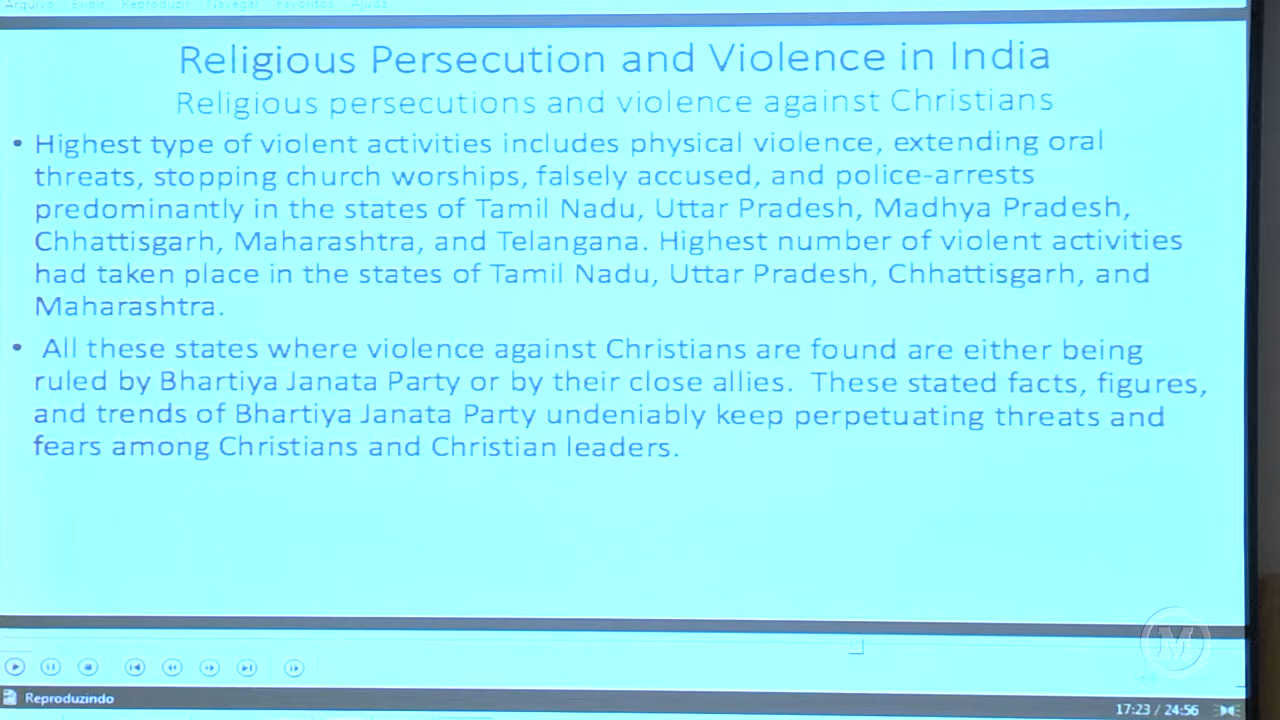 Arquivo Exibir Reproduzir Navegar Favoritos Ajuda
Religious Persecution and Violence in India
Religious persecutions and violence against Christians
• Highest type of violent activities includes physical violence, extending oral
threats, stopping church worships, falsely accused, and police-arrests
predominantly in the states of Tamil Nadu, Uttar Pradesh, Madhya Pradesh,
Chhattisgarh, Maharashtra, and Telangana. Highest number of violent activities
had taken place in the states of Tamil Nadu, Uttar Pradesh, Chhattisgarh, and
Maharashtra.
• All these states where violence against Christians are found are either being
ruled by Bhartiya Janata Party or by their close allies. These stated facts, figures,
and trends of Bhartiya Janata Party undeniably keep perpetuating threats and
fears among Christians and Christian leaders.
M
Reproduzindo
17:23 / 24:56